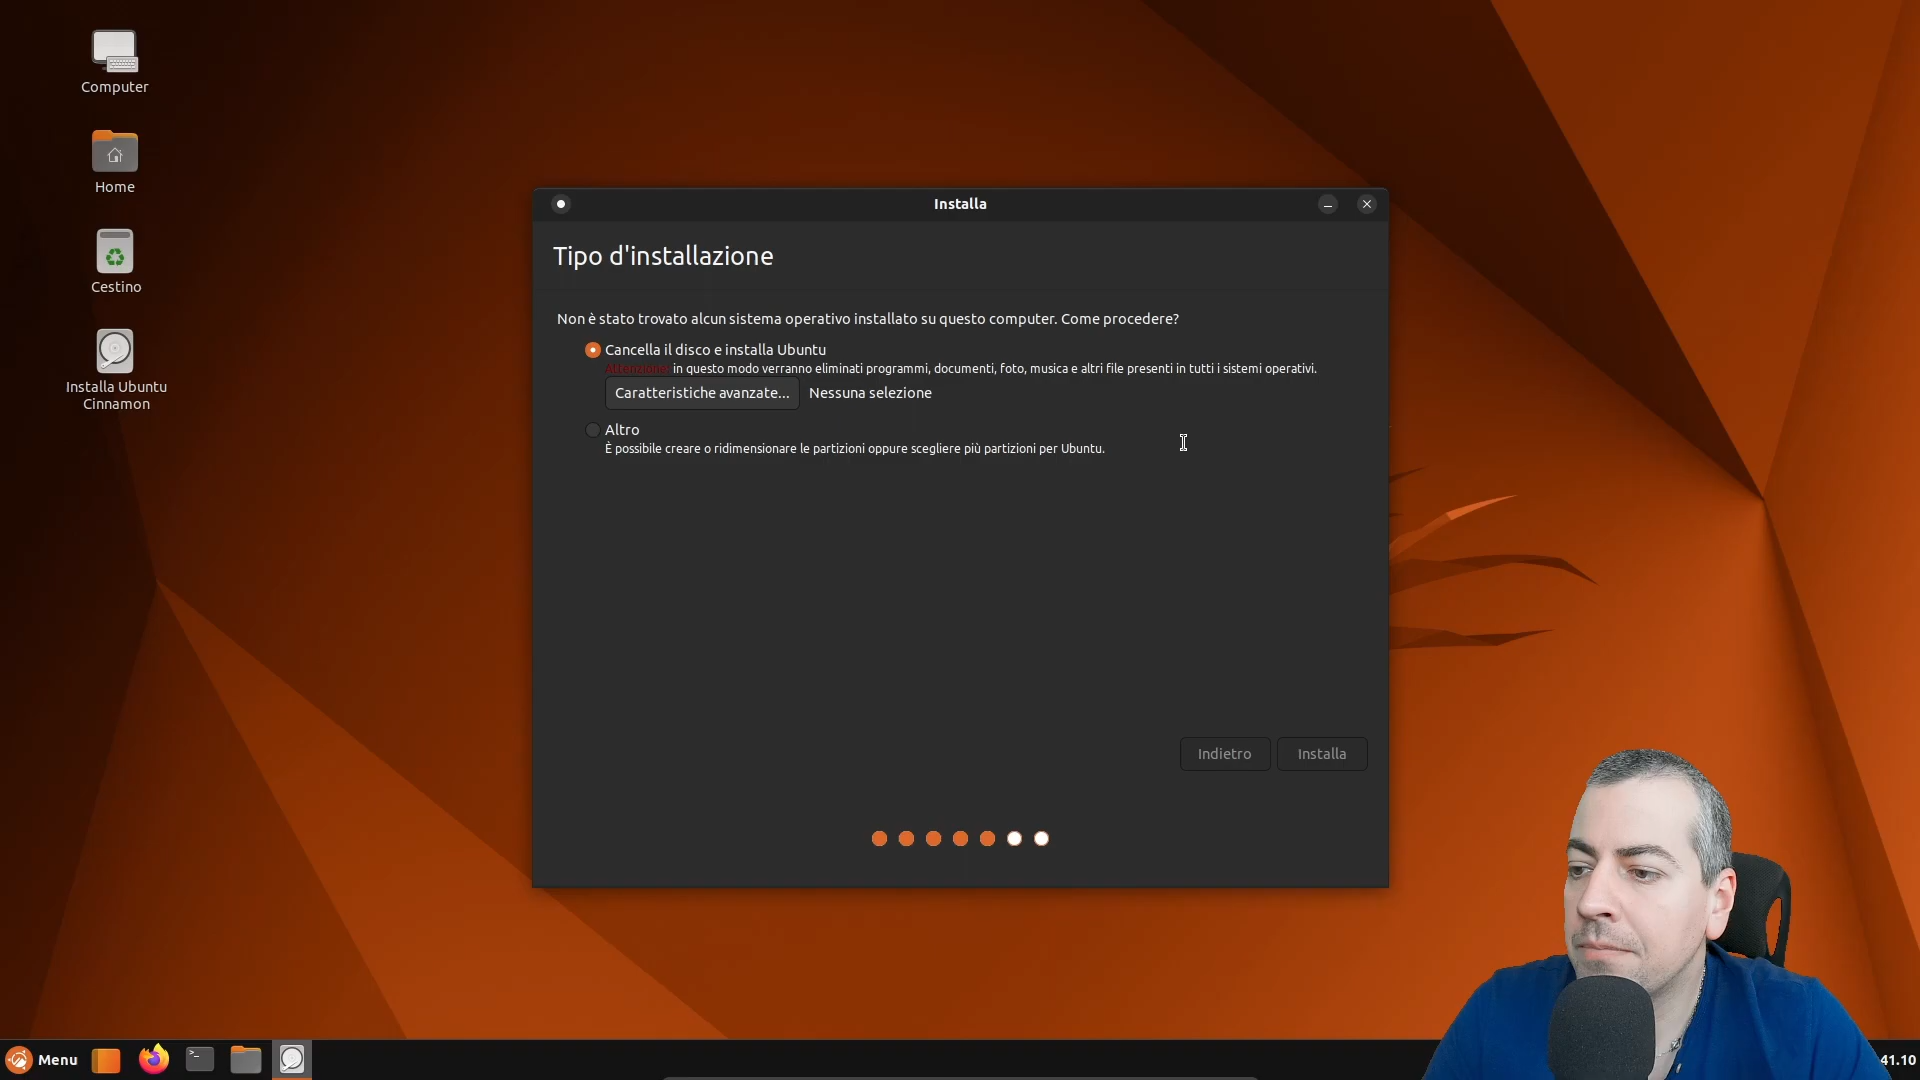 Computer
Home
Cestino
Installa Ubuntu
Cinnamon
Installa
Tipo d'installazione
Non è stato trovato alcun sistema operativo installato su questo computer. Come procedere?
Cancella il disco e installa Ubuntu
Attenzione: in questo modo verranno eliminati programmi, documenti, foto, musica e altri file presenti in tutti i sistemi operativi.
Caratteristiche avanzate... Nessuna selezione
Altro
È possibile creare o ridimensionare le partizioni oppure scegliere più partizioni per Ubuntu.
Indietro Installa
Menu
41.10